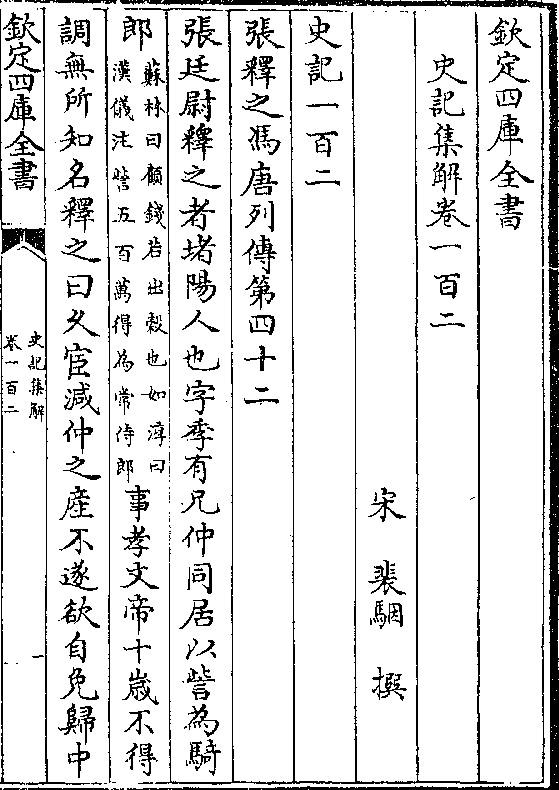 欽定四庫全書
史記集解卷一百二
宋 裴駰 撰
史記一百二
張釋之馮唐列傳第四十二
張廷尉釋之者堵陽人也字季有兄仲同居以訾為騎
郎蘇林曰顧錢若出穀也如淳曰漢儀注訾五百萬得為常侍郎事孝文帝十歲不得
調無所知名釋之曰久宦減仲之產不遂欲自免歸中
欽定四庫全書
史記集解
卷一百二
一